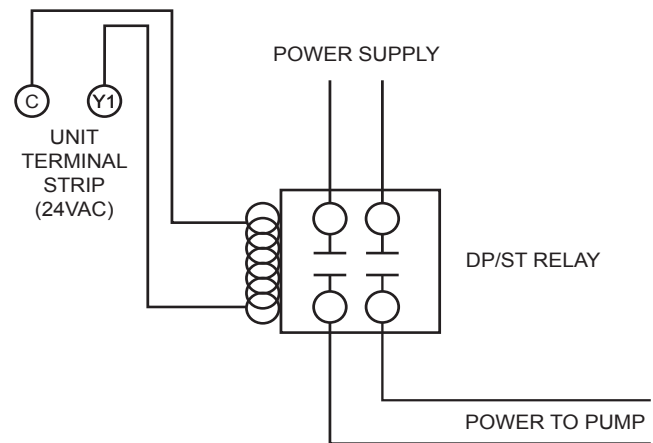 POWER SUPPLY
C
Y1
UNIT
TERMINAL
STRIP
(24VAC)
DP/ST RELAY
POWER TO PUMP